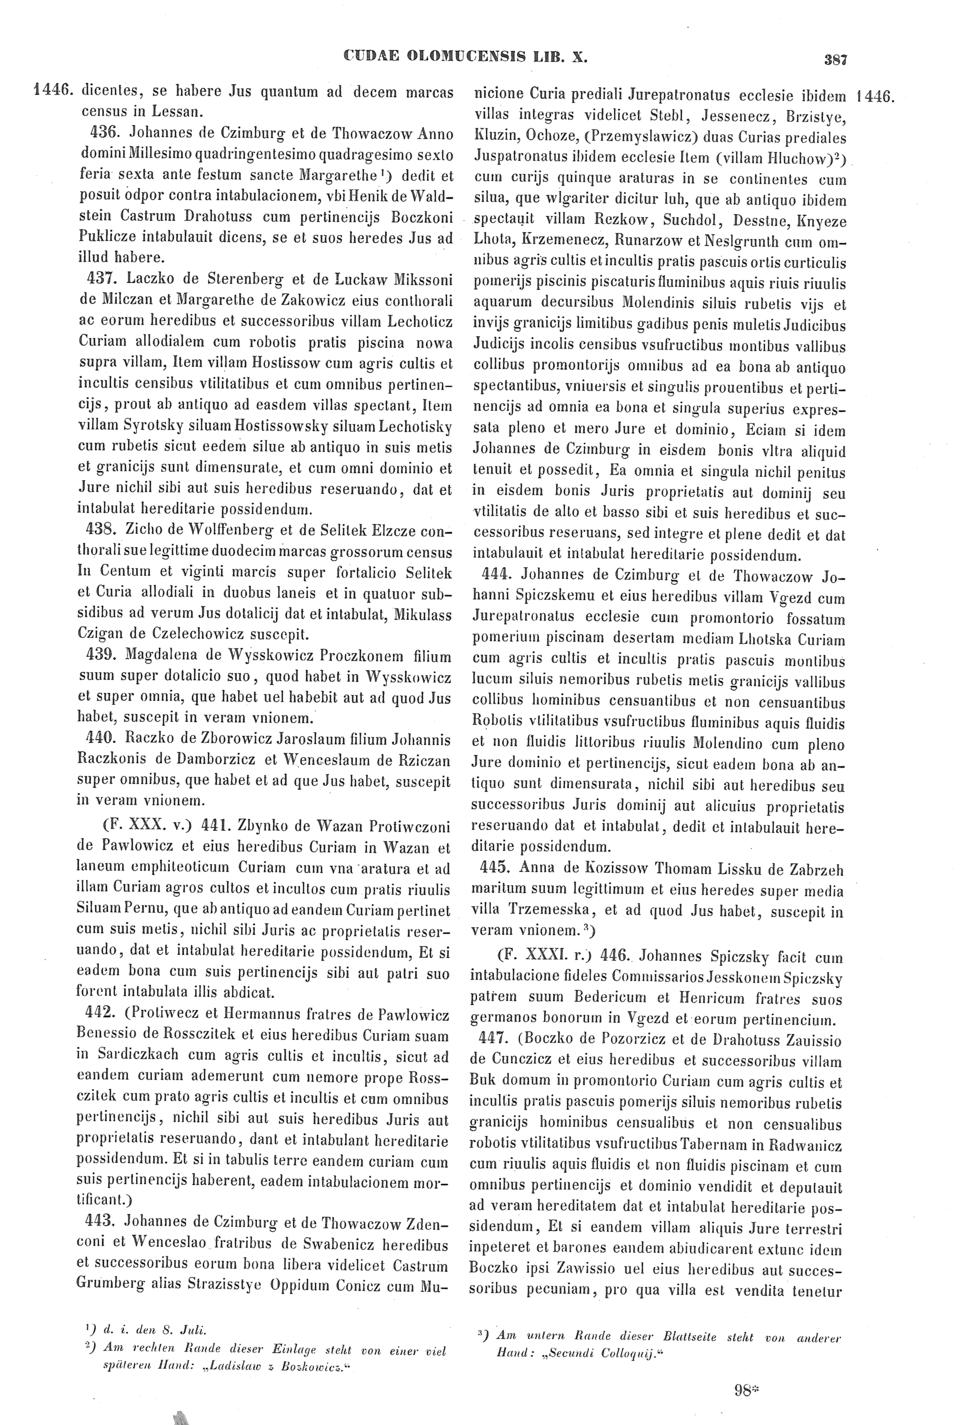 CUDAE OLOMUCENSIS LIB. X.
387
1446. dicentes, se habere Jus quantum ad decem marcas
census in Lessan.
436. Johannes de Czimburg et de Thowaczow Anno
domini Millesimo quadringentesimo quadragesimo sexto
feria sexta ante festum sancte Margarethe ¹) dedit et
posuit odpor contra intabulacionem, vbi Henik de Wald-
stein Castrum Drahotuss cum pertinencijs Boczkoni
Puklicze intabulauit dicens, se et suos heredes Jus ad
illud habere.
437. Laczko de Sterenberg et de Luckaw Mikssoni
de Milczan et Margarethe de Zakowicz eius conthorali
ac eorum heredibus et successoribus villam Lecholicz
Curiam allodialem cum robotis pratis piscina nowa
supra villam, Item villam Hostissow cum agris cultis et
incultis censibus vtilitatibus et cum omnibus pertinen-
cijs, prout ab antiquo ad easdem villas spectant, Item
villam Syrotsky siluam Hostissowsky siluam Lechotisky
cum rubetis sicut eedem silue ab antiquo in suis metis
et granicijs sunt dimensurate, et cum omni dominio et
Jure nichil sibi aut suis heredibus reseruando, dat et
intabulat hereditarie possidendum.
438. Zicho de Wolffenberg et de Selitek Elzcze con-
thorali sue legittime duodecim marcas grossorum census
In Centum et viginti marcis super fortalicio Selitek
et Curia allodiali in duobus laneis et in quatuor sub-
sidibus ad verum Jus dotalicij dat et intabulat, Mikulass
Czigan de Czelechowicz suscepit.
439. Magdalena de Wysskowicz Proczkonem filium
suum super dotalicio suo, quod habet in Wysskowicz
et super omnia, que habet uel habebit aut ad quod Jus
habet, suscepit in veram vnionem.
440. Raczko de Zborowicz Jaroslaum filium Johannis
Raczkonis de Damborzicz et Wenceslaum de Rziczan
super omnibus, que habet et ad que Jus habet, suscepit
in veram vnionem.
(F. XXX. v.) 441. Zbynko de Wazan Protiwczoni
de Pawlowicz et eius heredibus Curiam in Wazan et
laneum emphiteoticum Curiam cum vna aratura et ad
illam Curiam agros cultos et incultos cum pratis riuulis
Siluam Pernu, que ab antiquo ad eandem Curiam pertinet
cum suis metis, nichil sibi Juris ac proprietatis reser-
uando, dat et intabulat hereditarie possidendum, Et si
eadem bona cum suis pertinencijs sibi aut patri suo
forent intabulata illis abdicat.
442. (Protiwecz et Hermannus fratres de Pawlowicz
Benessio de Rossczitek et eius heredibus Curiam suam
in Sardiczkach cum agris cultis et incultis, sicut ad
eandem curiam ademerunt cum nemore prope Ross-
czitek cum prato agris cultis et incultis et cum omnibus
pertinencijs, nichil sibi aut suis heredibus Juris aut
proprietatis reseruando, dant et intabulant hereditarie
possidendum. Et si in tabulis terre eandem curiam cum
suis pertinencijs haberent, eadem intabulacionem mor-
tificant.)
443. Johannes de Czimburg et de Thowaczow Zden-
coni et Wenceslao fratribus de Swabenicz heredibus
et successoribus eorum bona libera videlicet Castrum
Grumberg alias Strazisstye Oppidum Conicz cum Mu-
nicione Curia prediali Jurepatronatus ecclesie ibidem 1446.
villas integras videlicet Stebl, Jessenecz, Brzistye,
Kluzin, Ochoze, (Przemyslawicz) duas Curias prediales
Juspatronatus ibidem ecclesie Item (villam Hluchow)²)
cum curijs quinque araturas in se continentes cum
silua, que wlgariter dicitur luh, que ab antiquo ibidem
spectauit villam Rezkow, Suchdol, Desstne, Knyeze
Lhota, Krzemenecz, Runarzow et Neslgrunth cum om-
nibus agris cultis et incultis pratis pascuis ortis curticulis
pomerijs piscinis piscaturis fluminibus aquis riuis riuulis
aquarum decursibus Molendinis siluis rubetis vijs et
invijs granicijs limitibus gadibus penis muletis Judicibus
Judicijs incolis censibus vsufructibus montibus vallibus
collibus promontorijs omnibus ad ea bona ab antiquo
spectantibus, vniuersis et singulis prouentibus et perti-
nencijs ad omnia ea bona et singula superius expres-
sata pleno et mero Jure et dominio, Eciam si idem
Johannes de Czimburg in eisdem bonis vltra aliquid
tenuit et possedit, Ea omnia et singula nichil penitus
in eisdem bonis Juris proprietatis aut dominij seu
vtilitatis de alto et basso sibi et suis heredibus et suc-
cessoribus reseruans, sed integre et plene dedit et dat
intabulauit et intabulat hereditarie possidendum.
444. Johannes de Czimburg et de Thowaczow Jo-
hanni Spiczskemu et eius heredibus villam Vgezd cum
Jurepatronatus ecclesie cum promontorio fossatum
pomerium piscinam desertam mediam Lhotska Curiam
cum agris cultis et incultis pratis pascuis montibus
lucum siluis nemoribus rubetis metis granicijs vallibus
collibus hominibus censuantibus et non censuantibus
Robotis vtilitatibus vsufructibus fluminibus aquis fluidis
et non fluidis littoribus riuulis Molendino cum pleno
Jure dominio et pertinencijs, sicut eadem bona ab an-
tiquo sunt dimensurata, nichil sibi aut heredibus seu
successoribus Juris dominij aut alicuius proprietatis
reseruando dat et intabulat, dedit et intabulauit here-
ditarie possidendum.
445. Anna de Kozissow Thomam Lissku de Zabrzeh
maritum suum legittimum et eius heredes super media
villa Trzemesska, et ad quod Jus habet, suscepit in
veram vnionem. ³)
(F. XXXI. r.) 446. Johannes Spiczsky facit cum
intabulacione fideles Commissarios Jesskonem Spiczsky
patrem suum Bedericum et Henricum fratres suos
germanos bonorum in Vgezd et eorum pertinencium.
447. (Boczko de Pozorzicz et de Drahotuss Zauissio
de Cunczicz et eius heredibus et successoribus villam
Buk domum in promontorio Curiam cum agris cultis et
incultis pratis pascuis pomerijs siluis nemoribus rubetis
granicijs hominibus censualibus et non censualibus
robotis vtilitatibus vsufructibus Tabernam in Radwanicz
cum riuulis aquis fluidis et non fluidis piscinam et cum
omnibus pertinencijs et dominio vendidit et deputauit
ad veram hereditatem dat et intabulat hereditarie pos-
sidendum, Et si eandem villam aliquis Jure terrestri
inpeteret et barones eandem abiudicarent extunc idem
Boczko ipsi Zawissio uel eius heredibus aut succes-
soribus pecuniam, pro qua villa est vendita tenetur
¹) d. i. den 8. Juli.
²) Am rechten Rande dieser Einlage steht von einer viel
späteren Hand: „Ladislaw z Boskowicz.“
³) Am untern Rande dieser Blattseite steht von anderer
Hand: „Secundi Colloquij.“
98*